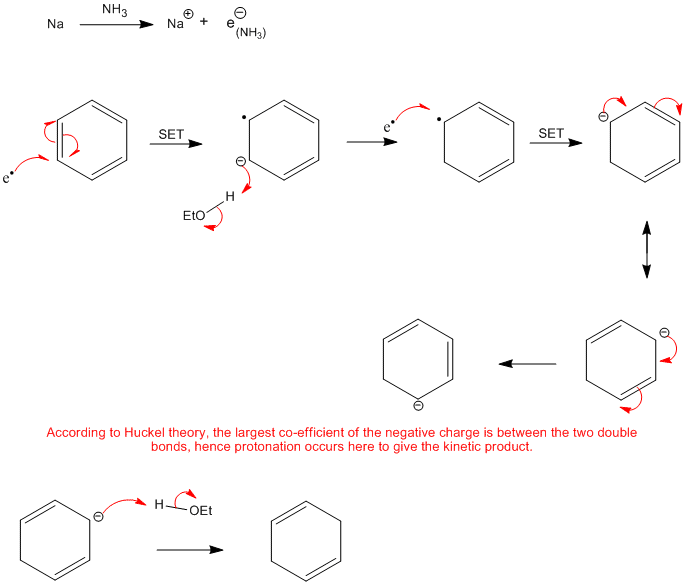 Na NH3 Na⊕ + e⊖(NH3)
SET
SET
e•
e•
H
EtO
According to Huckel theory, the largest co-efficient of the negative charge is between the two double
bonds, hence protonation occurs here to give the kinetic product.
H
OEt